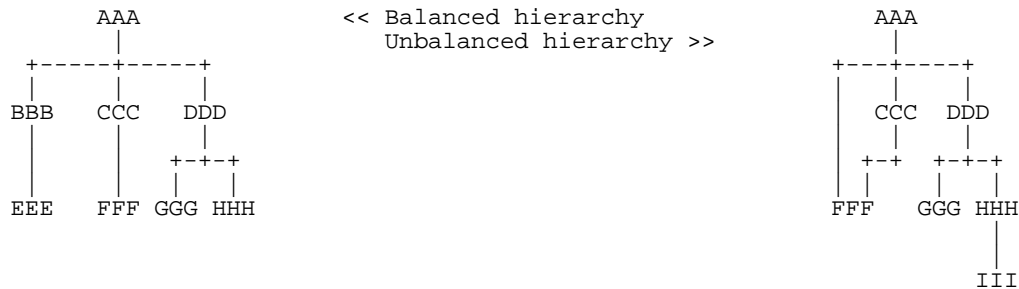 AAA << Balanced hierarchy AAA
Unbalanced hierarchy >>
BBB CCC DDD CCC DDD
EEE FFF GGG HHH FFF GGG HHH
III